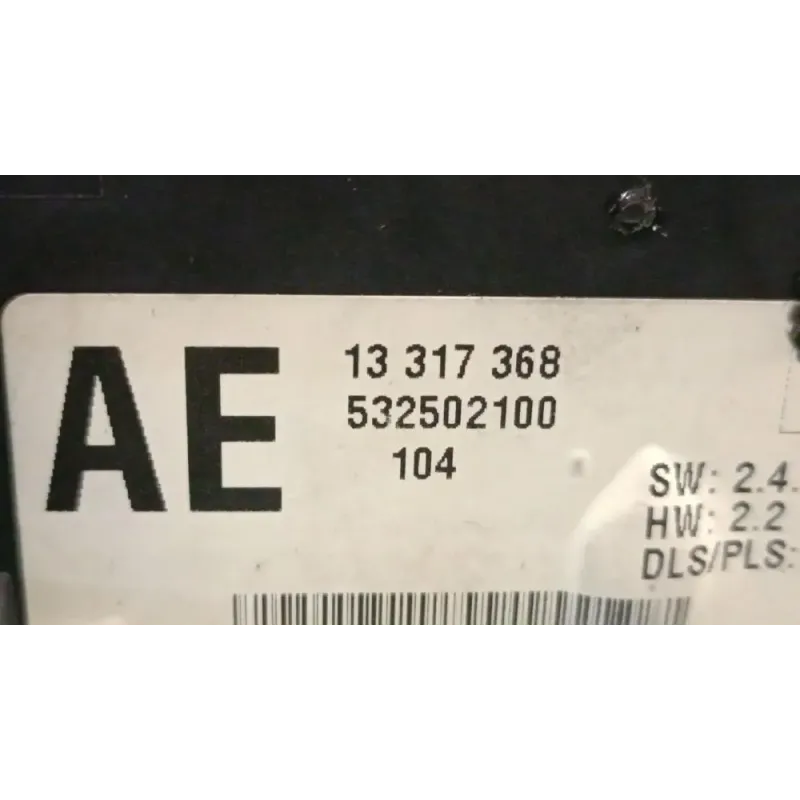 AE
13 317 368
532502100
104
SW: 2.4.
HW: 2.2
DLS/PLS: